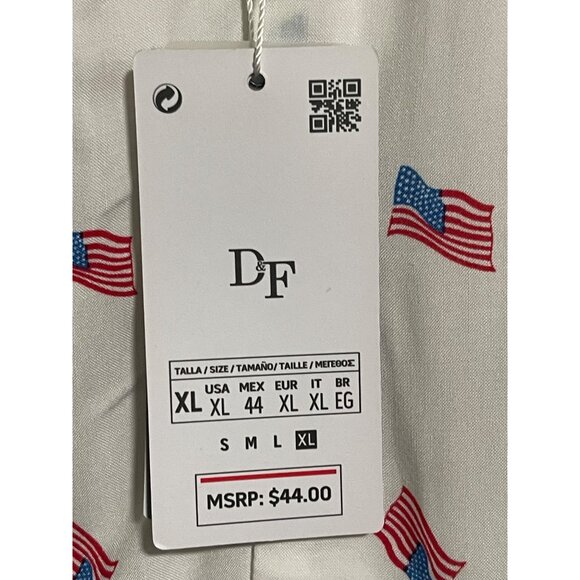 D&F
TALLA / SIZE / TAMAÑO / TAILLE / ΜΕΓΕΘΟΣ
XL USA MEX EUR IT BR
XL 44 XL XL EG
S M L XL
MSRP: $44.00